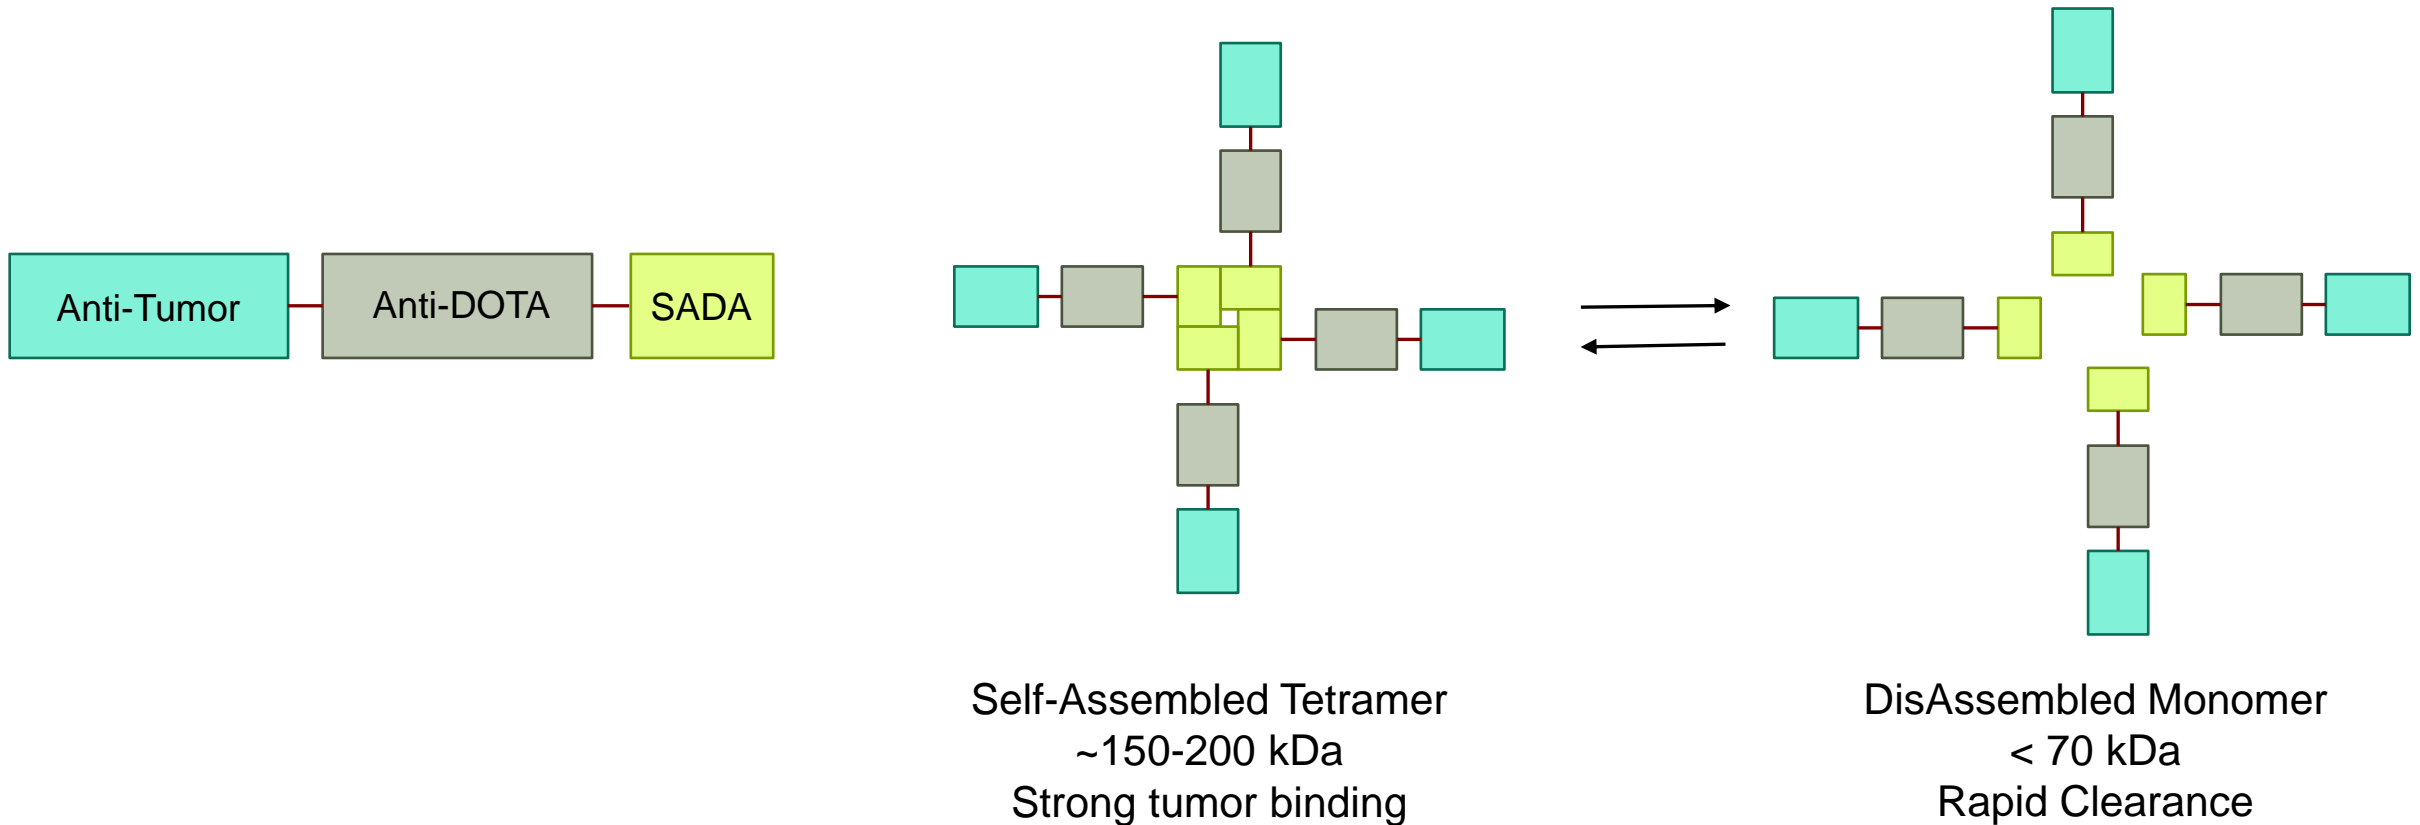 Anti-Tumor
Anti-DOTA
SADA
Self-Assembled Tetramer
~150-200 kDa
Strong tumor binding
DisAssembled Monomer
< 70 kDa
Rapid Clearance